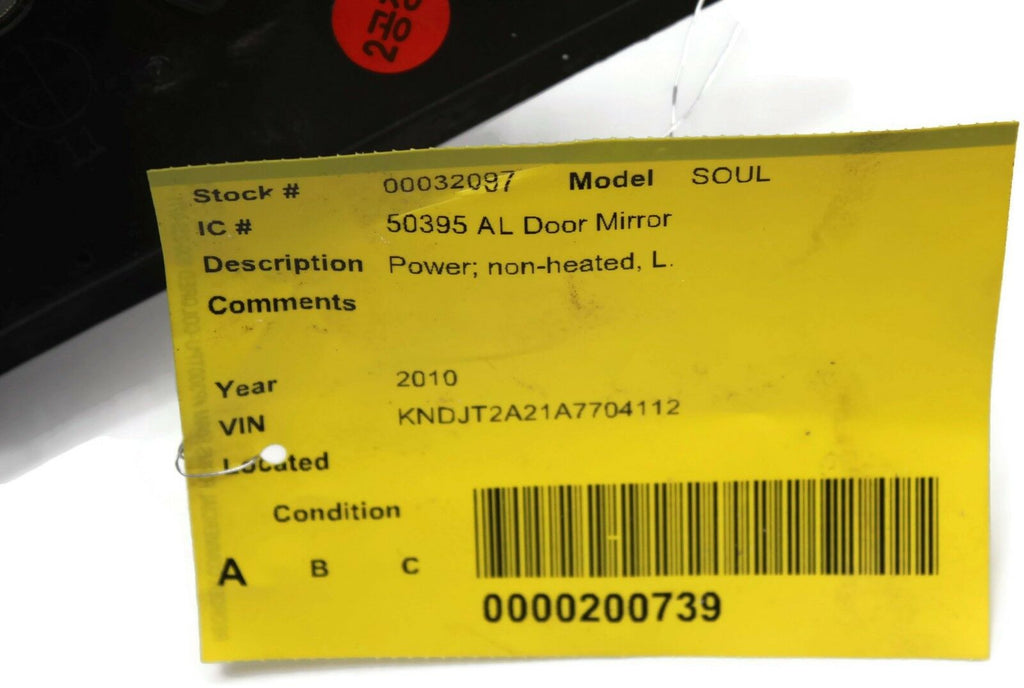 Stock # 00032097 Model SOUL
IC # 50395 AL Door Mirror
Description Power; non-heated, L.
Comments
Year 2010
VIN KNDJT2A21A7704112
Located
Condition
A B C
0000200739